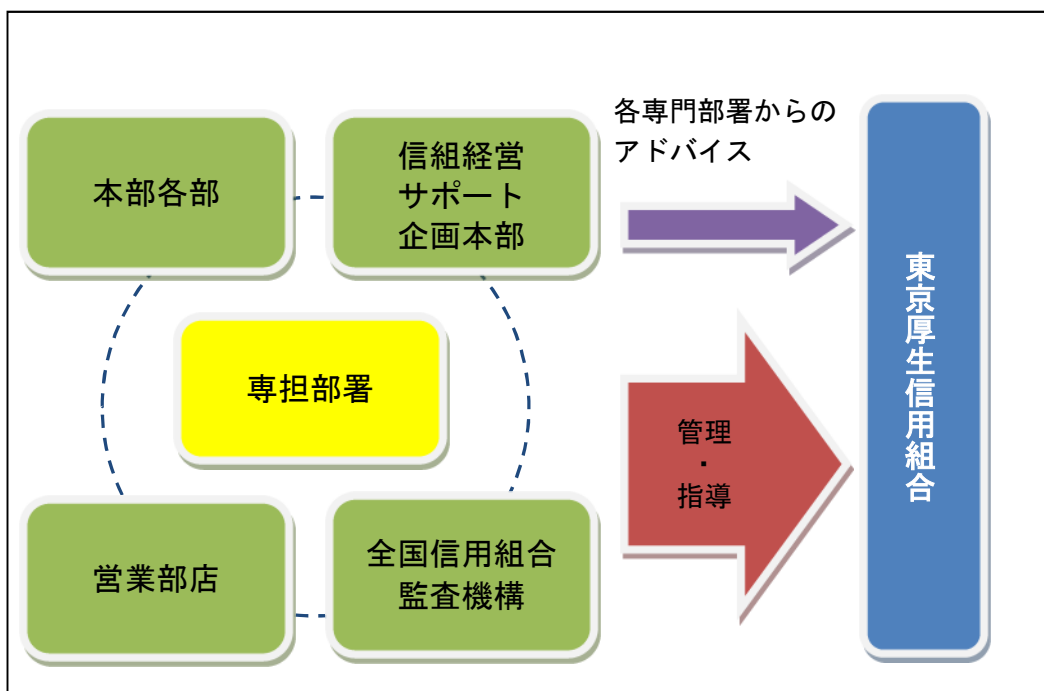 本部各部
信組経営
サポート
企画本部
各専門部署からの
アドバイス
専担部署
管理
・
指導
営業部店
全国信用組合
監査機構
東京厚生信用組合